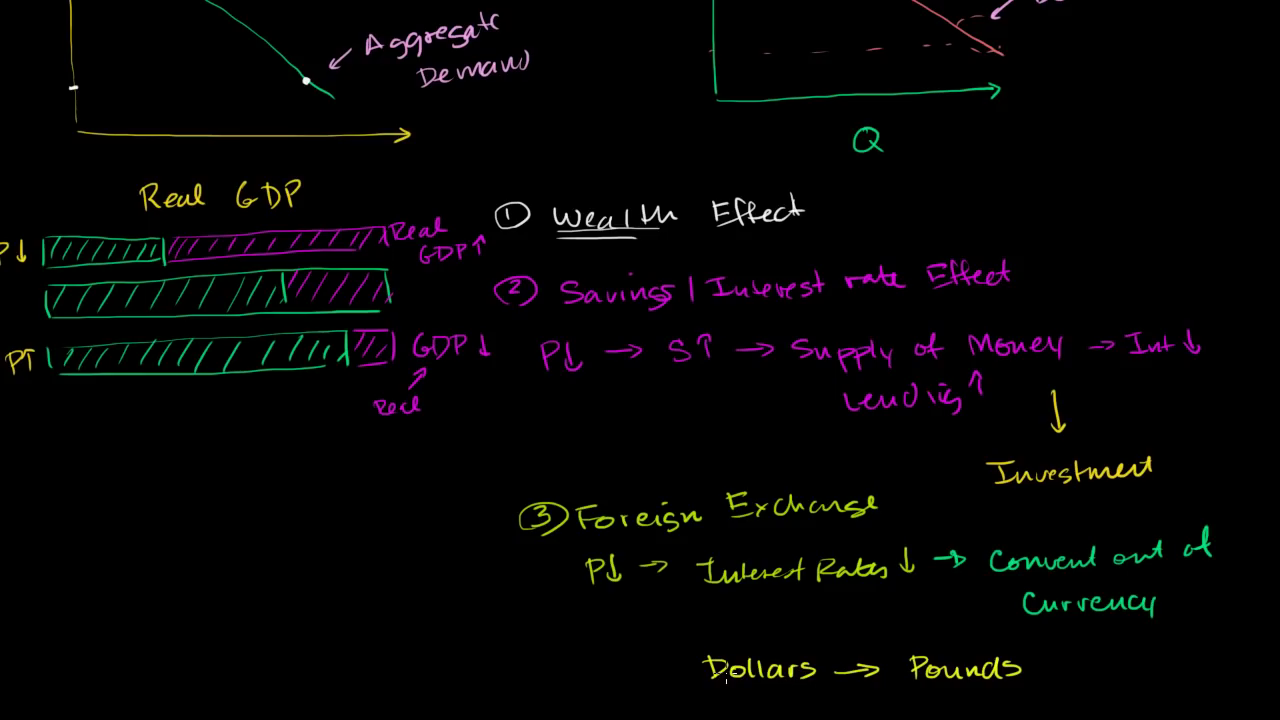 Aggregate
Demand
Q
Real GDP
P↓
Real
GDP↑
① Wealth Effect
② Savings | Interest rate Effect
P↑
GDP ↓
Real
P↓ → S↑ → Supply of Money → Int ↓
Lending ↑
↓
Investment
③ Foreign Exchange
P↓ → Interest Rates ↓ → Convert out of
Currency
Dollars → Pounds